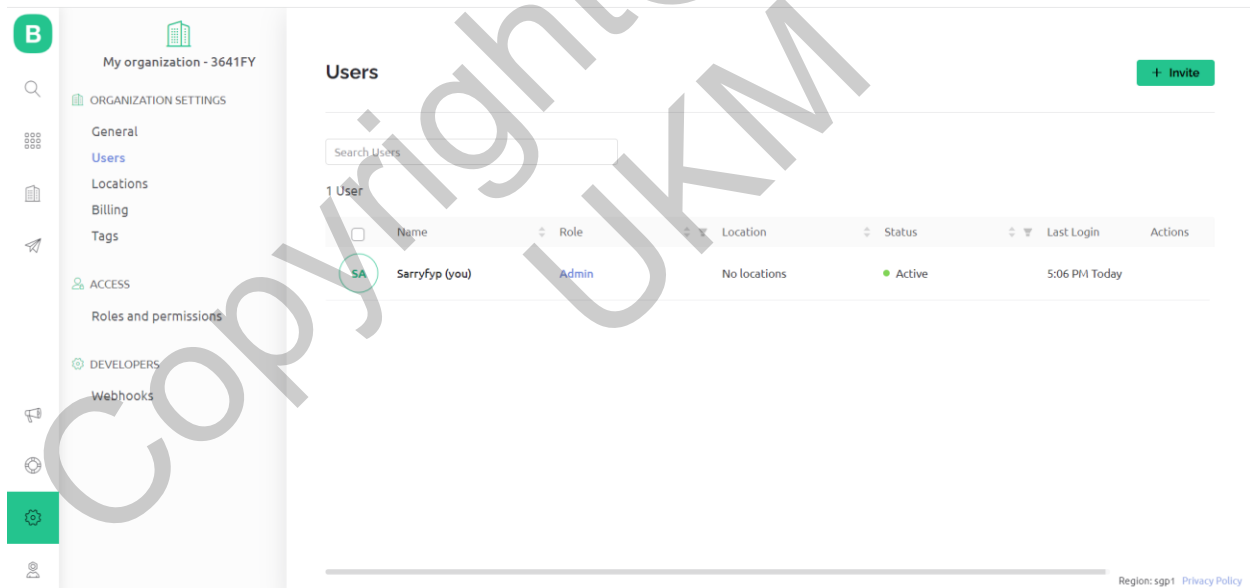 B
My organization - 3641FY
ORGANIZATION SETTINGS
General
Users
Locations
Billing
Tags
ACCESS
Roles and permissions
DEVELOPERS
Webhooks
Users
+ Invite
Search Users
1 User
Name Role Location Status Last Login Actions
SA Sarryfyp (you) Admin No locations Active 5:06 PM Today
Region: sgp1 Privacy Policy
Copyright
UKM